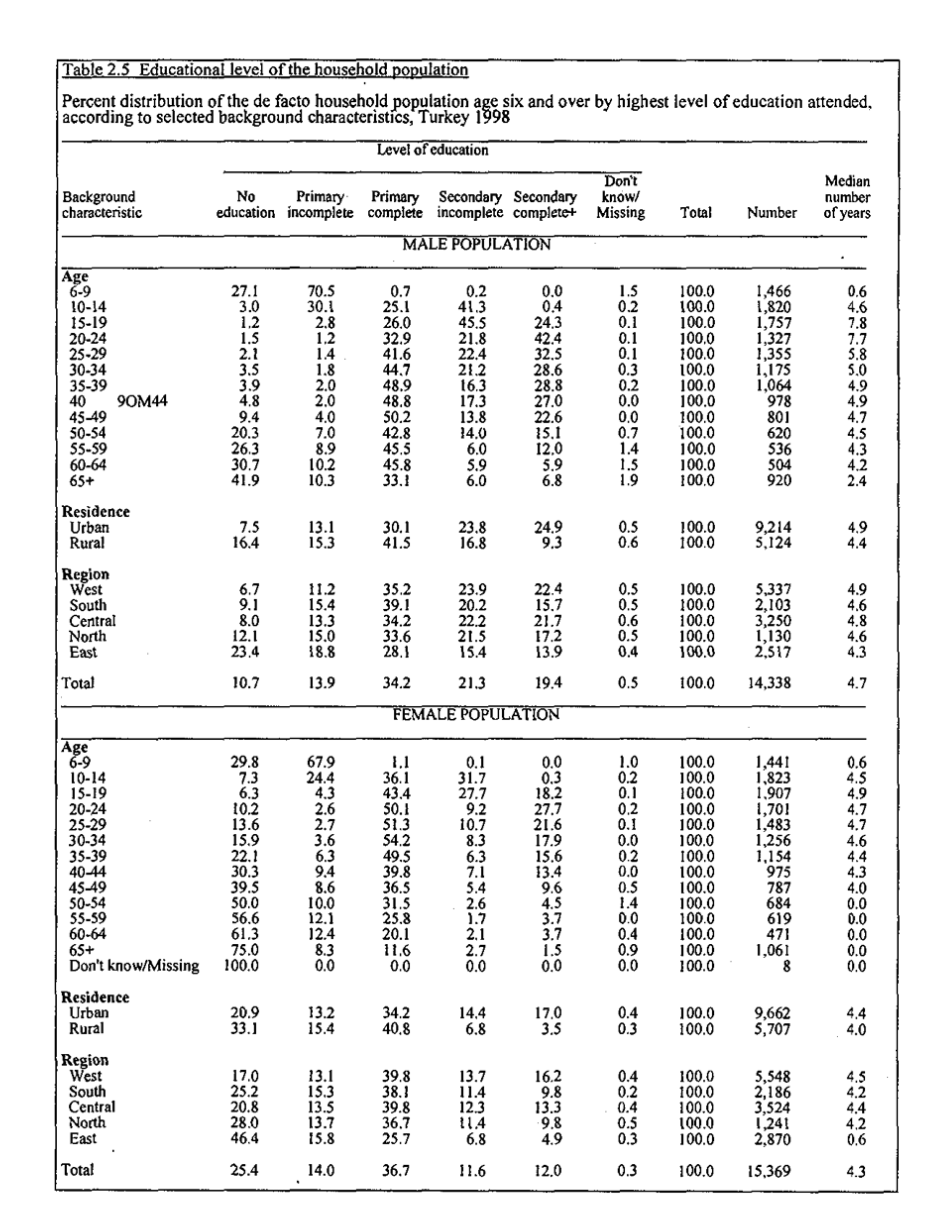 Table 2.5 Educational level of the household population
Percent distribution of the de facto household population age six and over by highest level of education attended,
according to selected background characteristics, Turkey 1998
Level of education
Don't Median
Background No Primary Primary Secondary Secondary know/ number
characteristic education incomplete complete incomplete complete+ Missing Total Number of years
MALE POPULATION
Age
6-9 27.1 70.5 0.7 0.2 0.0 1.5 100.0 1,466 0.6
10-14 3.0 30.1 25.1 41.3 0.4 0.2 100.0 1,820 4.6
15-19 1.2 2.8 26.0 45.5 24.3 0.1 100.0 1,757 7.8
20-24 1.5 1.2 32.9 21.8 42.4 0.1 100.0 1,327 7.7
25-29 2.1 1.4 41.6 22.4 32.5 0.1 100.0 1,355 5.8
30-34 3.5 1.8 44.7 21.2 28.6 0.3 100.0 1,175 5.0
35-39 3.9 2.0 48.9 16.3 28.8 0.2 100.0 1,064 4.9
40 9OM44 4.8 2.0 48.8 17.3 27.0 0.0 100.0 978 4.9
45-49 9.4 4.0 50.2 13.8 22.6 0.0 100.0 801 4.7
50-54 20.3 7.0 42.8 14.0 15.1 0.7 100.0 620 4.5
55-59 26.3 8.9 45.5 6.0 12.0 1.4 100.0 536 4.3
60-64 30.7 10.2 45.8 5.9 5.9 1.5 100.0 504 4.2
65+ 41.9 10.3 33.1 6.0 6.8 1.9 100.0 920 2.4
Residence
Urban 7.5 13.1 30.1 23.8 24.9 0.5 100.0 9,214 4.9
Rural 16.4 15.3 41.5 16.8 9.3 0.6 100.0 5,124 4.4
Region
West 6.7 11.2 35.2 23.9 22.4 0.5 100.0 5,337 4.9
South 9.1 15.4 39.1 20.2 15.7 0.5 100.0 2,103 4.6
Central 8.0 13.3 34.2 22.2 21.7 0.6 100.0 3,250 4.8
North 12.1 15.0 33.6 21.5 17.2 0.5 100.0 1,130 4.6
East 23.4 18.8 28.1 15.4 13.9 0.4 100.0 2,517 4.3
Total 10.7 13.9 34.2 21.3 19.4 0.5 100.0 14,338 4.7
FEMALE POPULATION
Age
6-9 29.8 67.9 1.1 0.1 0.0 1.0 100.0 1,441 0.6
10-14 7.3 24.4 36.1 31.7 0.3 0.2 100.0 1,823 4.5
15-19 6.3 4.3 43.4 27.7 18.2 0.1 100.0 1,907 4.9
20-24 10.2 2.6 50.1 9.2 27.7 0.2 100.0 1,701 4.7
25-29 13.6 2.7 51.3 10.7 21.6 0.1 100.0 1,483 4.7
30-34 15.9 3.6 54.2 8.3 17.9 0.0 100.0 1,256 4.6
35-39 22.1 6.3 49.5 6.3 15.6 0.2 100.0 1,154 4.4
40-44 30.3 9.4 39.8 7.1 13.4 0.0 100.0 975 4.3
45-49 39.5 8.6 36.5 5.4 9.6 0.5 100.0 787 4.0
50-54 50.0 10.0 31.5 2.6 4.5 1.4 100.0 684 0.0
55-59 56.6 12.1 25.8 1.7 3.7 0.0 100.0 619 0.0
60-64 61.3 12.4 20.1 2.1 3.7 0.4 100.0 471 0.0
65+ 75.0 8.3 11.6 2.7 1.5 0.9 100.0 1,061 0.0
Don't know/Missing 100.0 0.0 0.0 0.0 0.0 0.0 100.0 8 0.0
Residence
Urban 20.9 13.2 34.2 14.4 17.0 0.4 100.0 9,662 4.4
Rural 33.1 15.4 40.8 6.8 3.5 0.3 100.0 5,707 4.0
Region
West 17.0 13.1 39.8 13.7 16.2 0.4 100.0 5,548 4.5
South 25.2 15.3 38.1 11.4 9.8 0.2 100.0 2,186 4.2
Central 20.8 13.5 39.8 12.3 13.3 0.4 100.0 3,524 4.4
North 28.0 13.7 36.7 11.4 9.8 0.5 100.0 1,241 4.2
East 46.4 15.8 25.7 6.8 4.9 0.3 100.0 2,870 0.6
Total 25.4 14.0 36.7 11.6 12.0 0.3 100.0 15,369 4.3